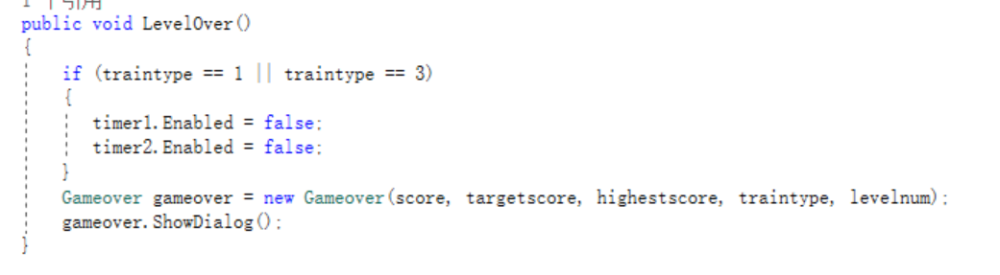 1 个引用
public void LevelOver()
{
if (traintype == 1 || traintype == 3)
{
timer1.Enabled = false;
timer2.Enabled = false;
}
Gameover gameover = new Gameover(score, targetscore, highestscore, traintype, levelnum);
gameover.ShowDialog();
}